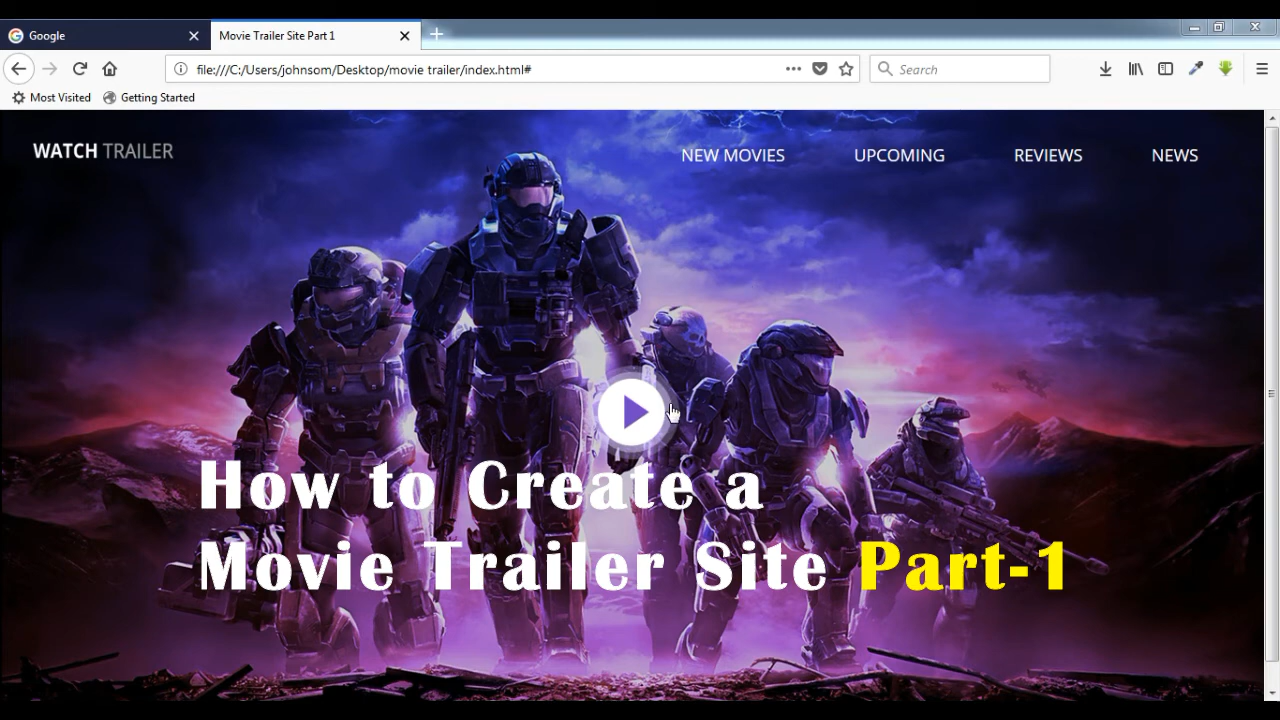 Google
Movie Trailer Site Part 1
file:///C:/Users/johnsom/Desktop/movie trailer/index.html#
Search
Most Visited
Getting Started
WATCH TRAILER
NEW MOVIES
UPCOMING
REVIEWS
NEWS
How to Create a
Movie Trailer Site Part-1